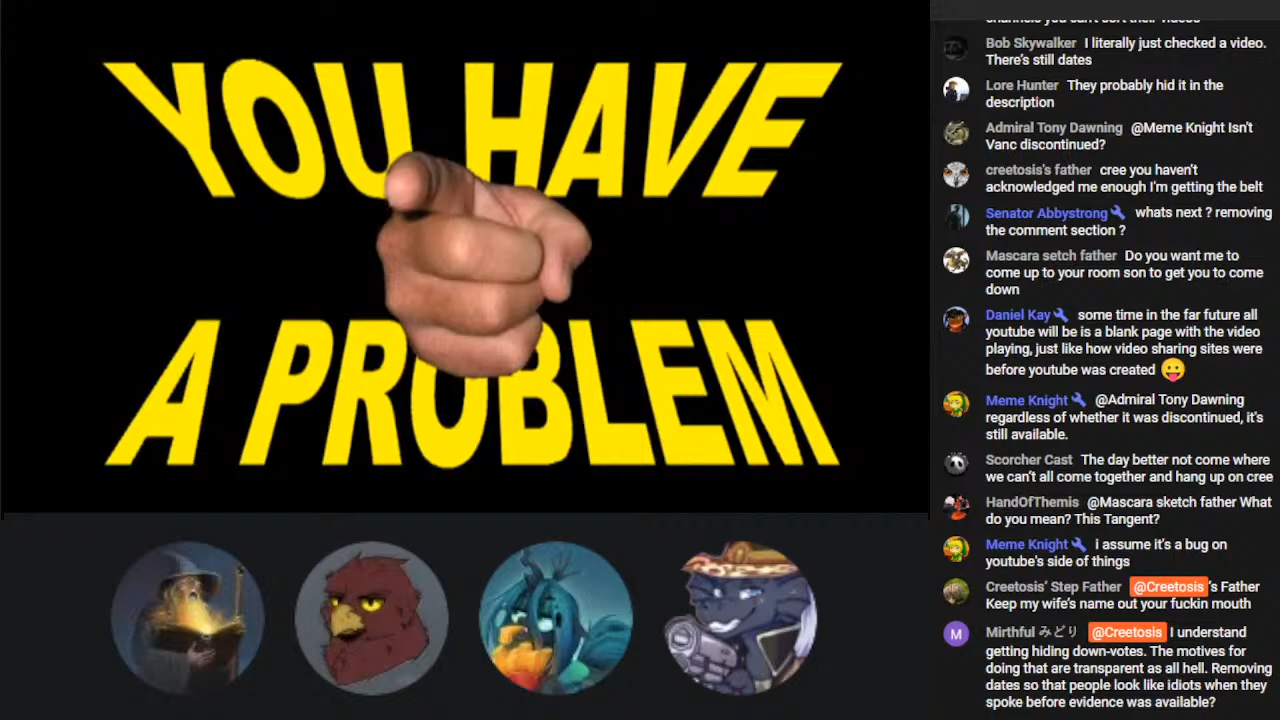 YOU HAVE
A PROBLEM
Bob Skywalker I literally just checked a video.
There's still dates
Lore Hunter They probably hid it in the
description
Admiral Tony Dawning @Meme Knight Isn't
Vanc discontinued?
creetosis's father cree you haven't
acknowledged me enough I'm getting the belt
Senator Abbystrong whats next ? removing
the comment section ?
Mascara setch father Do you want me to
come up to your room son to get you to come
down
Daniel Kay some time in the far future all
youtube will be is a blank page with the video
playing, just like how video sharing sites were
before youtube was created 😛
Meme Knight @Admiral Tony Dawning
regardless of whether it was discontinued, it's
still available.
Scorcher Cast The day better not come where
we can't all come together and hang up on cree
HandOfThemis @Mascara sketch father What
do you mean? This Tangent?
Meme Knight i assume it's a bug on
youtube's side of things
Creetosis' Step Father @Creetosis 's Father
Keep my wife's name out your fuckin mouth
M
Mirthful みどり @Creetosis I understand
getting hiding down-votes. The motives for
doing that are transparent as all hell. Removing
dates so that people look like idiots when they
spoke before evidence was available?